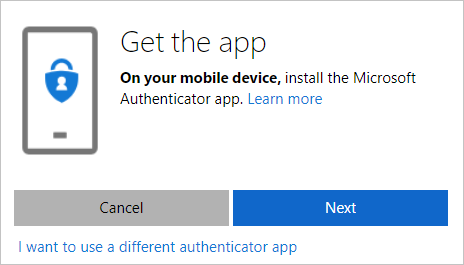 Get the app
On your mobile device, install the Microsoft
Authenticator app. Learn more
Cancel
Next
I want to use a different authenticator app